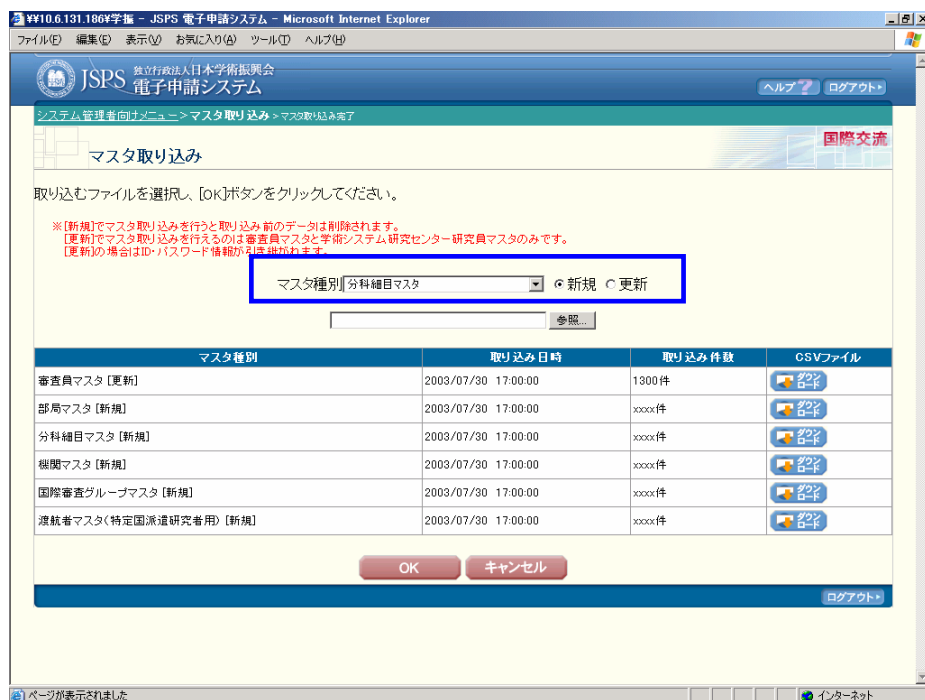 ¥¥10.6.131.186¥学振 - JSPS 電子申請システム - Microsoft Internet Explorer
ファイル(F) 編集(E) 表示(V) お気に入り(A) ツール(T) ヘルプ(H)
JSPS 独立行政法人日本学術振興会
電子申請システム
ヘルプ ? ログアウト
システム管理者向けメニュー>マスタ取り込み>マスタ取り込み完了
国際交流
マスタ取り込み
取り込むファイルを選択し、[OK]ボタンをクリックしてください。
※[新規]でマスタ取り込みを行うと取り込み前のデータは削除されます。
[更新]でマスタ取り込みを行えるのは審査員マスタと学術システム研究センター研究員マスタのみです。
[更新]の場合はID・パスワード情報が引き継がれます。
マスタ種別 分科細目マスタ 新規 更新
参照...
マスタ種別 取り込み日時 取り込み件数 CSVファイル
審査員マスタ [更新] 2003/07/30 17:00:00 1300件 ダウンロード
部局マスタ [新規] 2003/07/30 17:00:00 xxxx件 ダウンロード
分科細目マスタ [新規] 2003/07/30 17:00:00 xxxx件 ダウンロード
機関マスタ [新規] 2003/07/30 17:00:00 xxxx件 ダウンロード
国際審査グループマスタ [新規] 2003/07/30 17:00:00 xxxx件 ダウンロード
渡航者マスタ(特定国派遣研究者用) [新規] 2003/07/30 17:00:00 xxxx件 ダウンロード
OK キャンセル
ログアウト
ページが表示されました インターネット